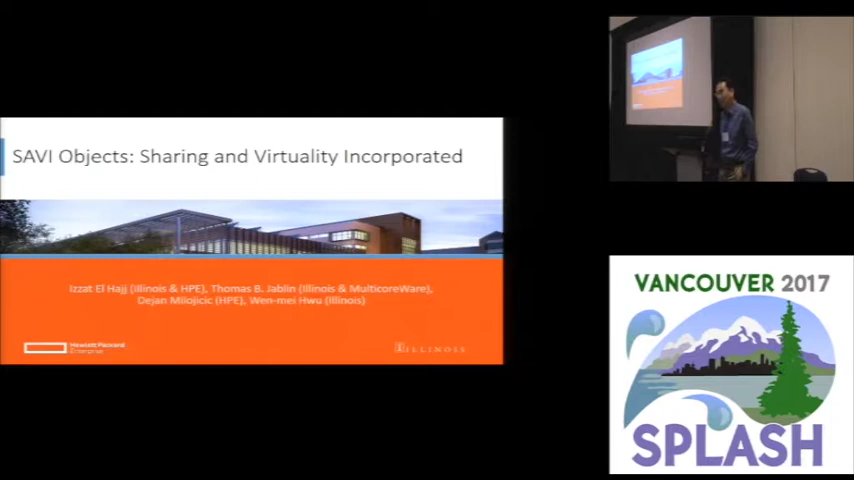 SAVI Objects: Sharing and Virtuality Incorporated
Izzat El Hajj (Illinois & HPE), Thomas B. Jablin (Illinois & MulticoreWare),
Dejan Milojicic (HPE), Wen-mei Hwu (Illinois)
Hewlett Packard
Enterprise
ILLINOIS
VANCOUVER 2017
SPLASH